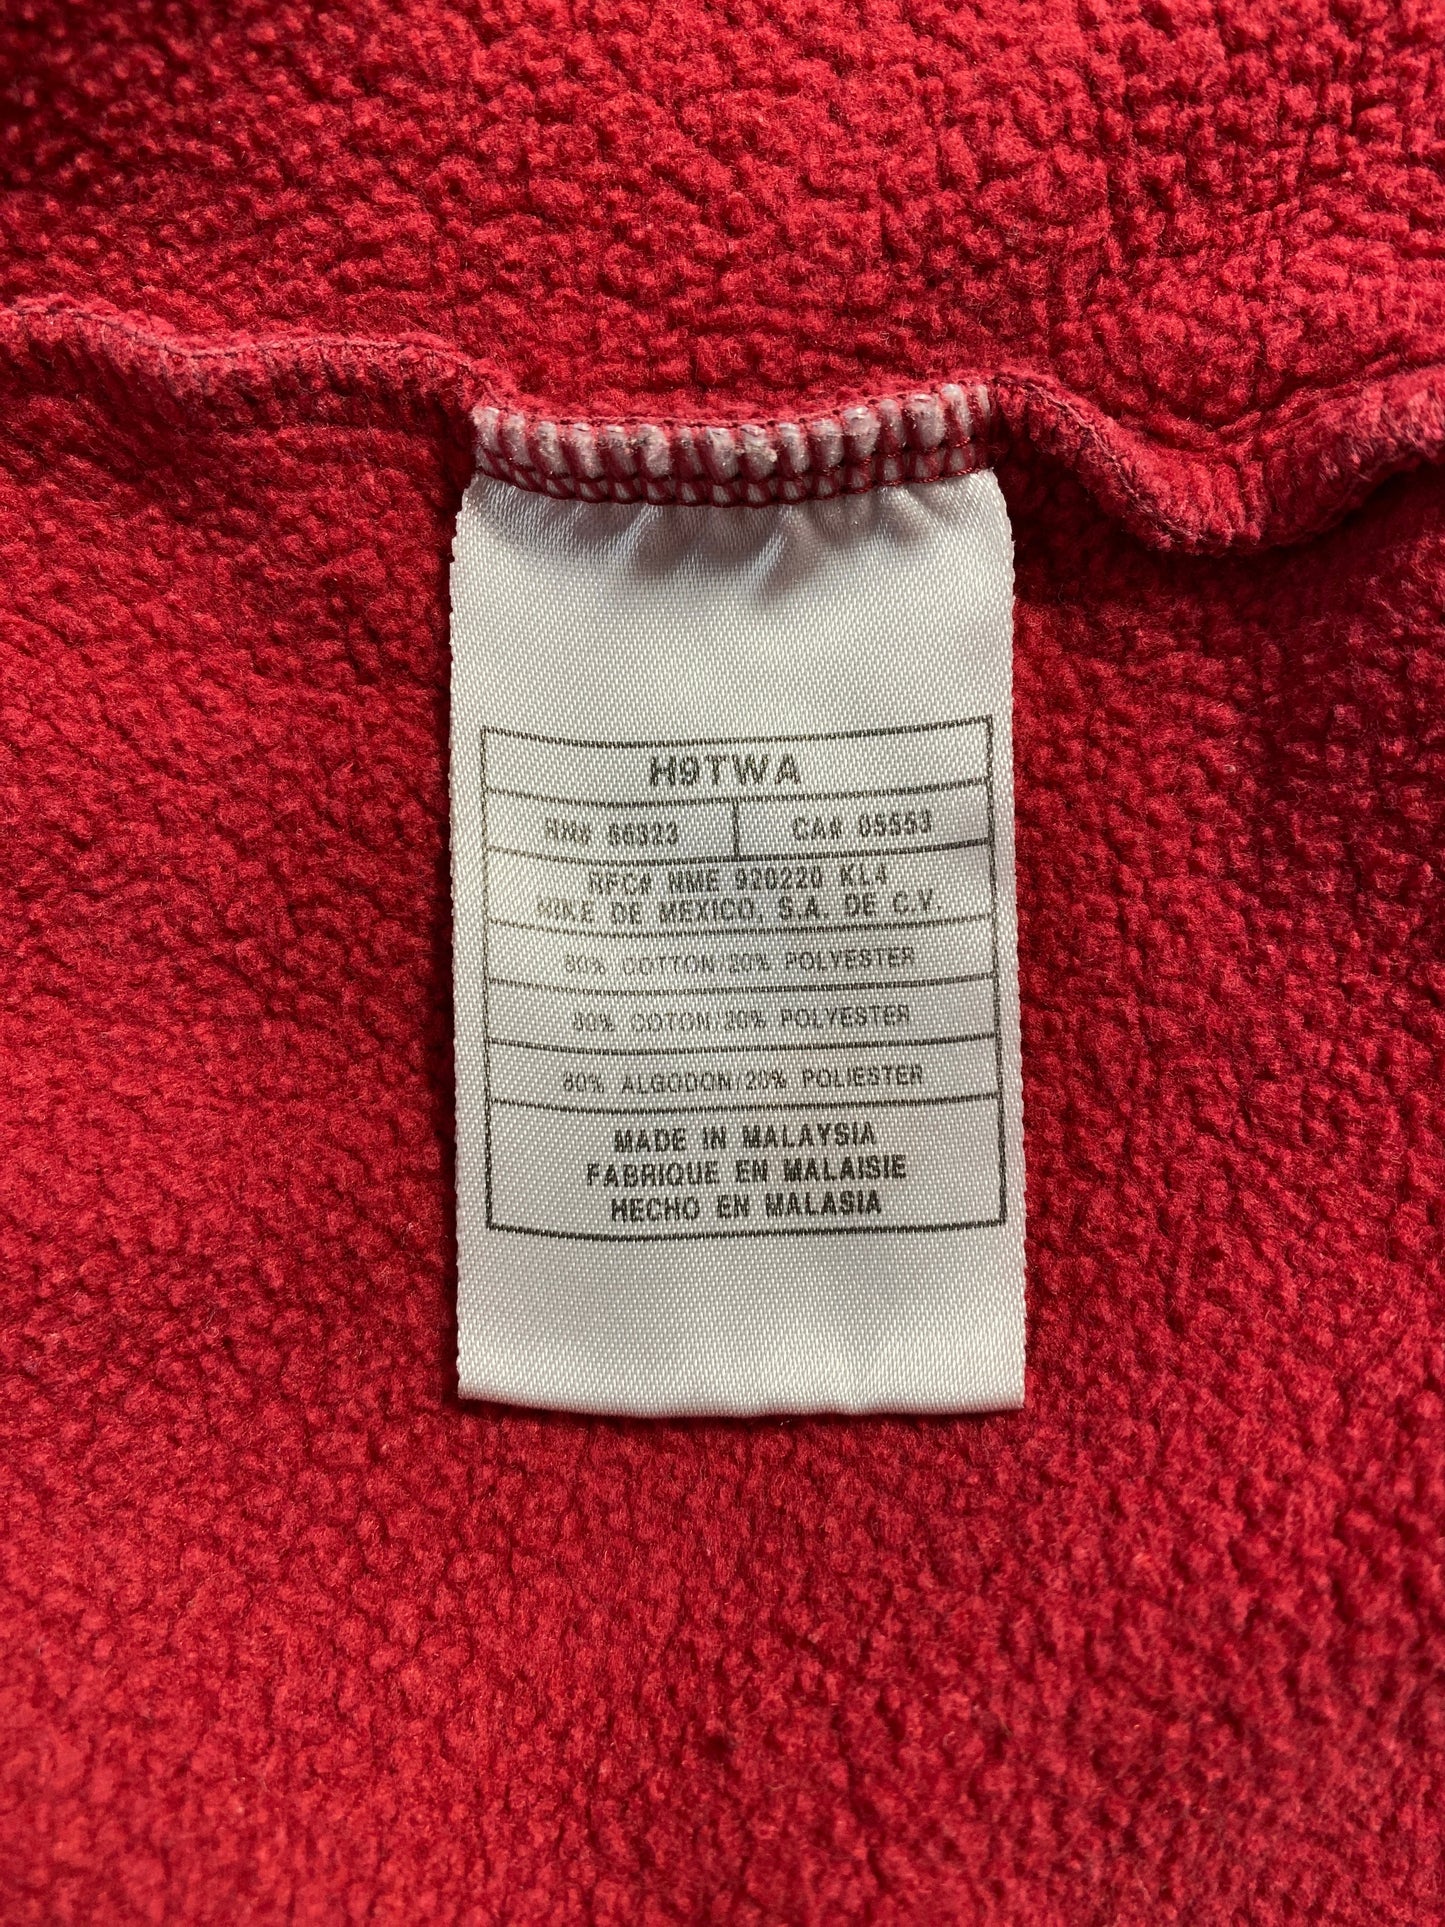 H9TWA
RN# 56323 CA# 05553
RFC# NME 920220 KL4
NIKE DE MEXICO, S.A. DE C.V.
80% COTTON/20% POLYESTER
80% COTON/20% POLYESTER
80% ALGODON/20% POLIESTER
MADE IN MALAYSIA
FABRIQUE EN MALAISIE
HECHO EN MALASIA